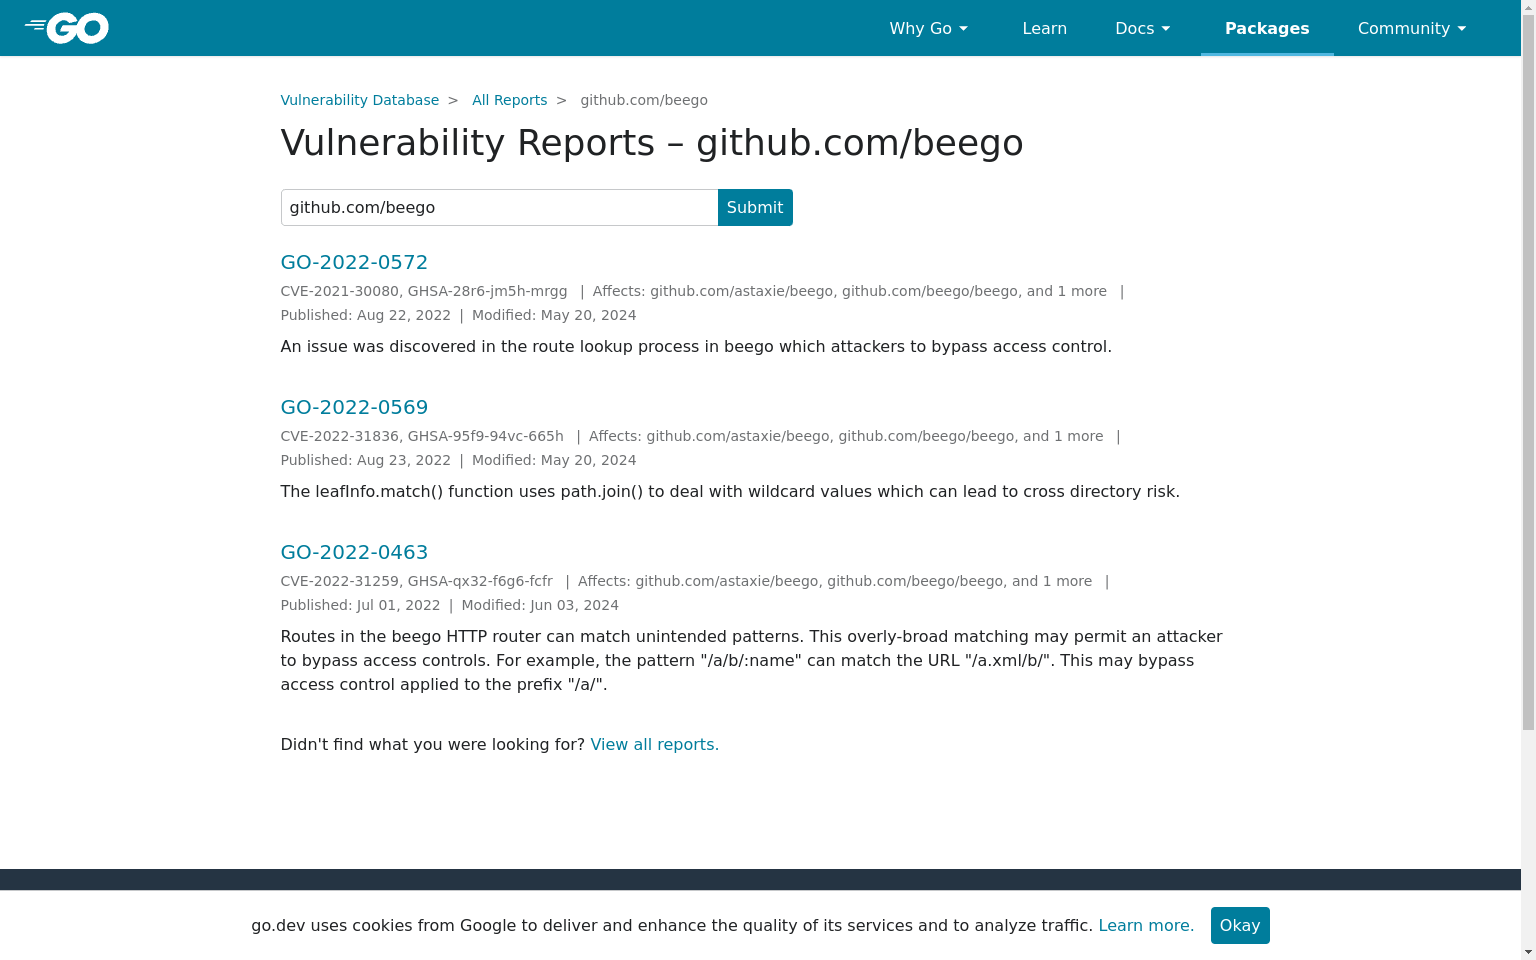 GO
Why Go
Learn
Docs
Packages
Community
Vulnerability Database > All Reports > github.com/beego
Vulnerability Reports – github.com/beego
github.com/beego
Submit
GO-2022-0572
CVE-2021-30080, GHSA-28r6-jm5h-mrgg | Affects: github.com/astaxie/beego, github.com/beego/beego, and 1 more |
Published: Aug 22, 2022 | Modified: May 20, 2024
An issue was discovered in the route lookup process in beego which attackers to bypass access control.
GO-2022-0569
CVE-2022-31836, GHSA-95f9-94vc-665h | Affects: github.com/astaxie/beego, github.com/beego/beego, and 1 more |
Published: Aug 23, 2022 | Modified: May 20, 2024
The leafInfo.match() function uses path.join() to deal with wildcard values which can lead to cross directory risk.
GO-2022-0463
CVE-2022-31259, GHSA-qx32-f6g6-fcfr | Affects: github.com/astaxie/beego, github.com/beego/beego, and 1 more |
Published: Jul 01, 2022 | Modified: Jun 03, 2024
Routes in the beego HTTP router can match unintended patterns. This overly-broad matching may permit an attacker
to bypass access controls. For example, the pattern "/a/b/:name" can match the URL "/a.xml/b/". This may bypass
access control applied to the prefix "/a/".
Didn't find what you were looking for? View all reports.
go.dev uses cookies from Google to deliver and enhance the quality of its services and to analyze traffic. Learn more.
Okay